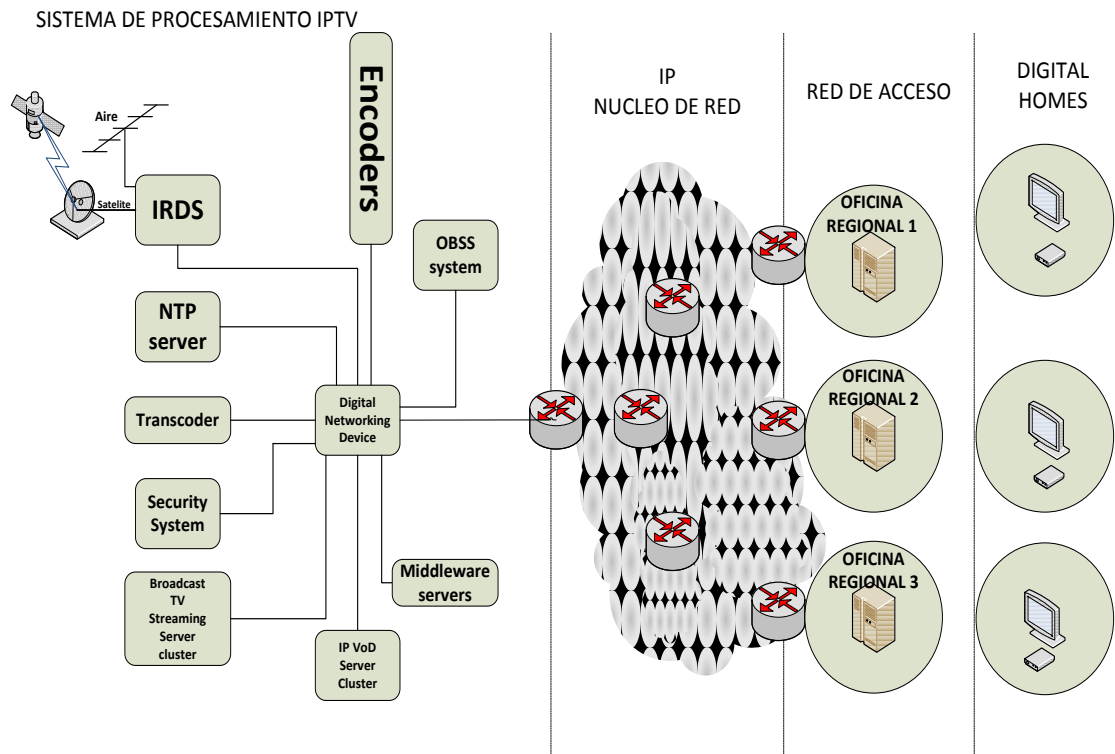 SISTEMA DE PROCESAMIENTO IPTV
Aire
Satelite
IRDS
Encoders
OBSS
system
NTP
server
Transcoder
Digital
Networking
Device
Security
System
Broadcast
TV
Streaming
Server
cluster
IP VoD
Server
Cluster
Middleware
servers
IP
NUCLEO DE RED
RED DE ACCESO
OFICINA
REGIONAL 1
OFICINA
REGIONAL 2
OFICINA
REGIONAL 3
DIGITAL
HOMES